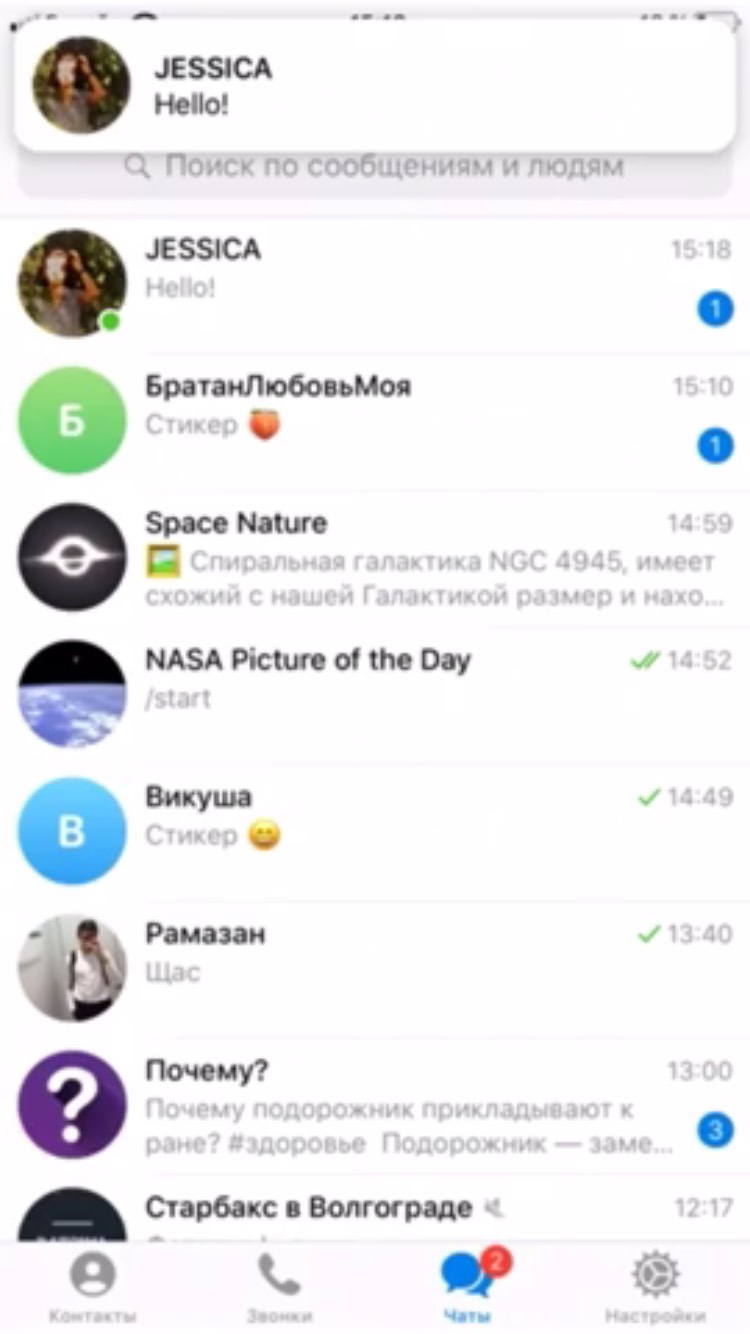 JESSICA
Hello!
Поиск по сообщениям и людям
JESSICA 15:18
Hello!
1
БратанЛюбовьМоя 15:10
Стикер 🍑
1
Space Nature 14:59
🖼️ Спиральная галактика NGC 4945, имеет
схожий с нашей Галактикой размер и нахо...
NASA Picture of the Day 14:52
/start
В
Викуша 14:49
Стикер 😀
Б
Рамазан 13:40
Щас
?
Почему? 13:00
Почему подорожник прикладывают к
ране? #здоровье Подорожник — заме...
3
Старбакс в Волгограде 12:17
2
Контакты Звонки Чаты Настройки